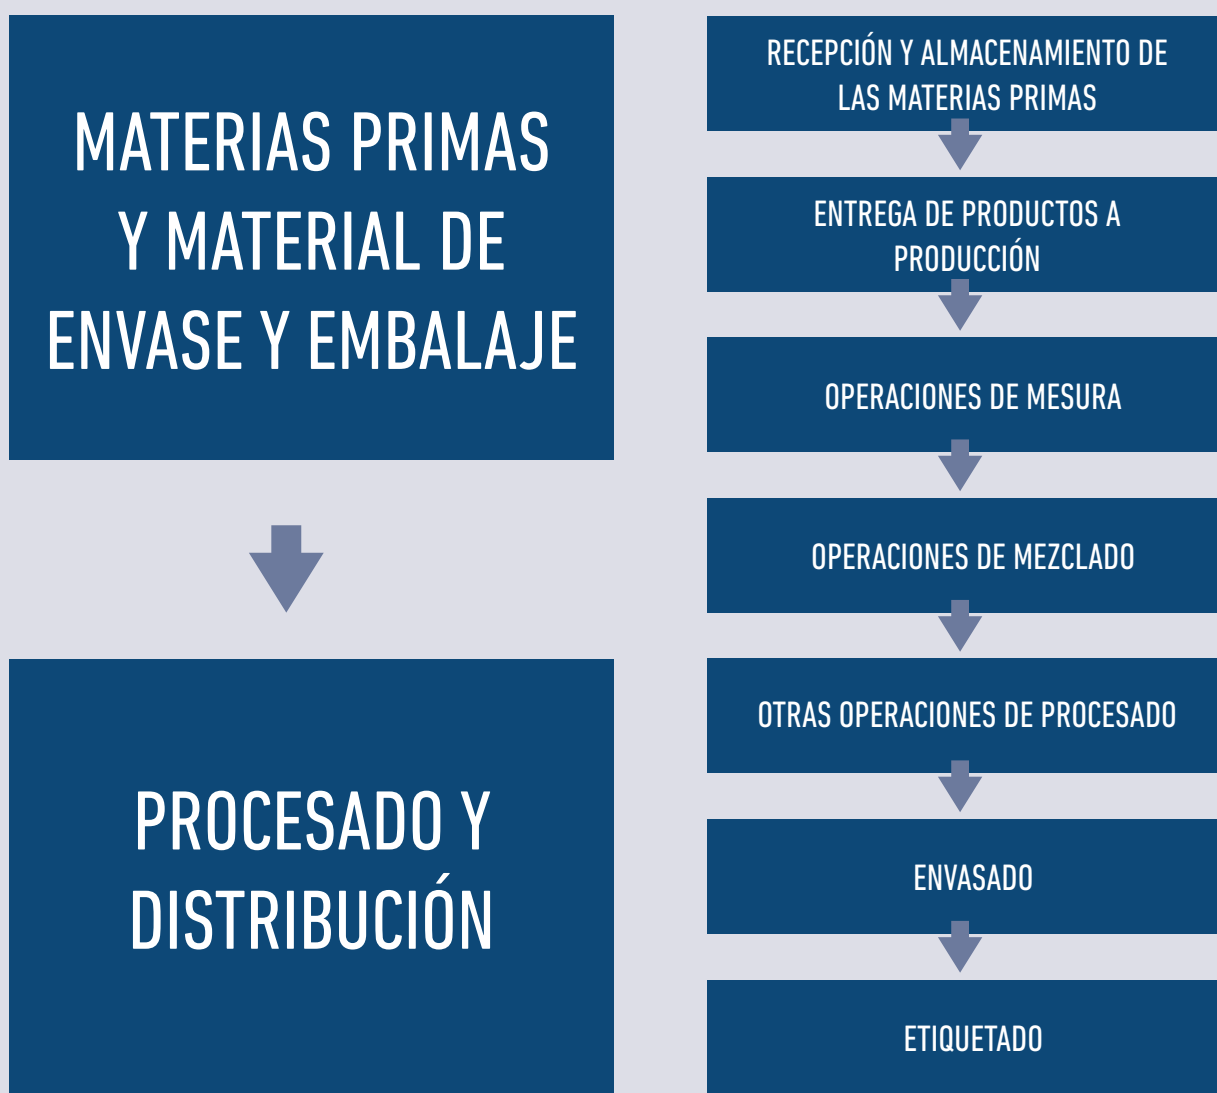 MATERIAS PRIMAS
Y MATERIAL DE
ENVASE Y EMBALAJE
PROCESADO Y
DISTRIBUCIÓN
RECEPCIÓN Y ALMACENAMIENTO DE
LAS MATERIAS PRIMAS
ENTREGA DE PRODUCTOS A
PRODUCCIÓN
OPERACIONES DE MESURA
OPERACIONES DE MEZCLADO
OTRAS OPERACIONES DE PROCESADO
ENVASADO
ETIQUETADO